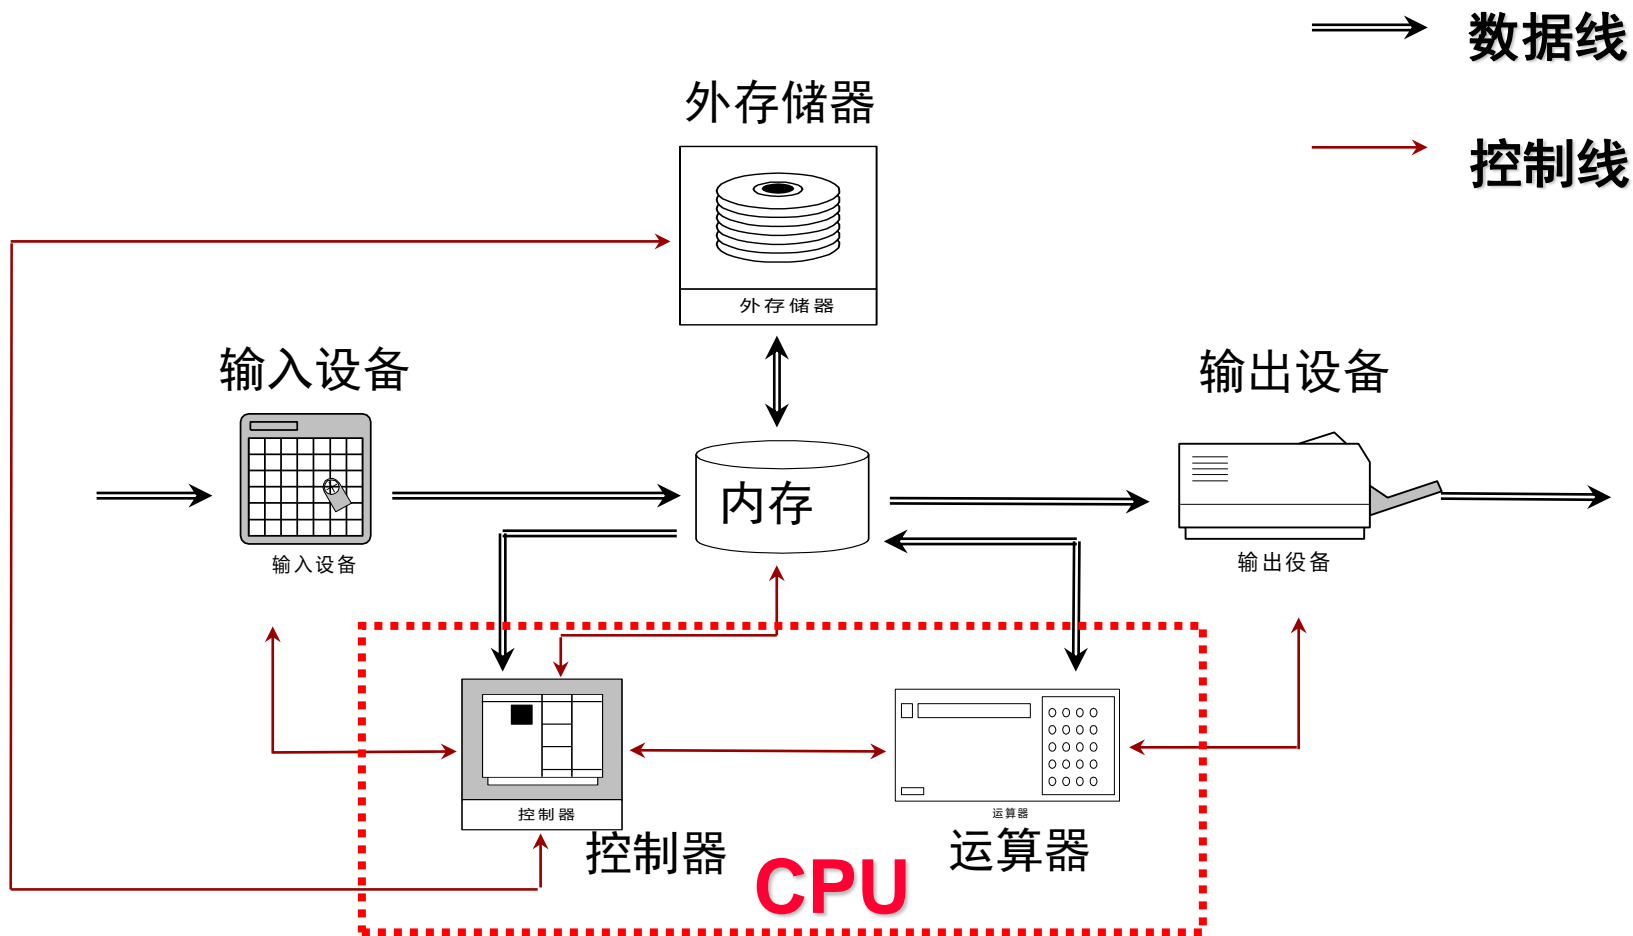 数据线
外存储器
控制线
外存储器
输入设备
输出设备
内存
输入设备
输出役备
控制器
运算器
控制器
运算器
CPU